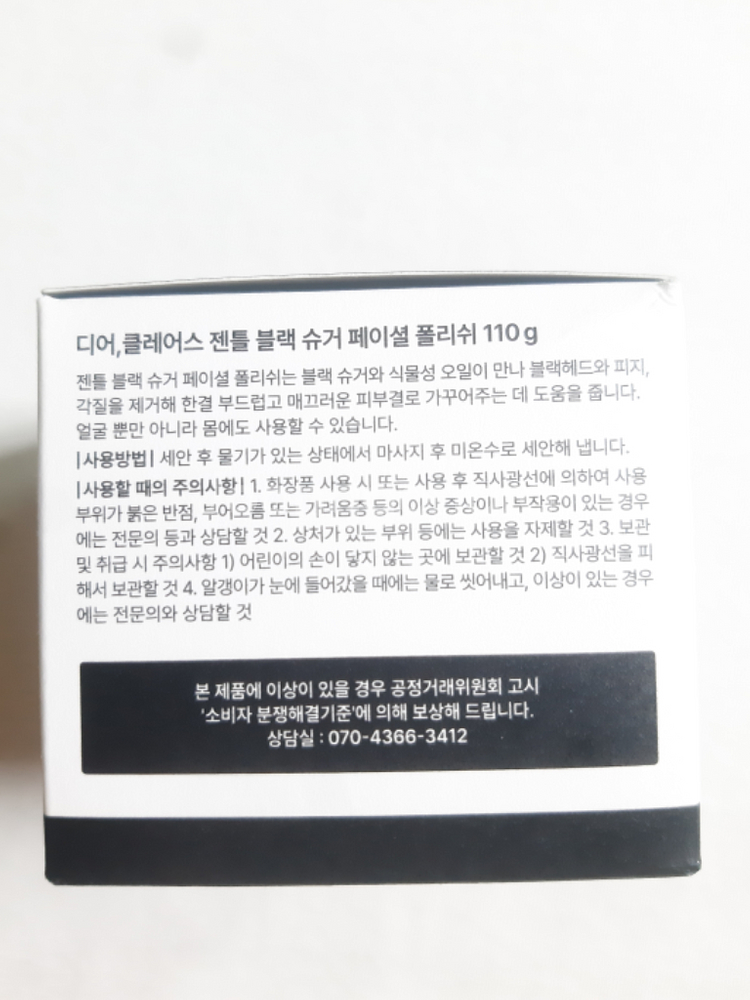 디어,클레어스 젠틀 블랙 슈거 페이셜 폴리쉬 110g
젠틀 블랙 슈거 페이셜 폴리쉬는 블랙 슈거와 식물성 오일이 만나 블랙헤드와 피지,
각질을 제거해 한결 부드럽고 매끄러운 피부결로 가꾸어주는 데 도움을 줍니다.
얼굴 뿐만 아니라 몸에도 사용할 수 있습니다.
|사용방법| 세안 후 물기가 있는 상태에서 마사지 후 미온수로 세안해 냅니다.
|사용할 때의 주의사항| 1. 화장품 사용 시 또는 사용 후 직사광선에 의하여 사용
부위가 붉은 반점, 부어오름 또는 가려움증 등의 이상 증상이나 부작용이 있는 경우
에는 전문의 등과 상담할 것 2. 상처가 있는 부위 등에는 사용을 자제할 것 3. 보관
및 취급 시 주의사항 1) 어린이의 손이 닿지 않는 곳에 보관할 것 2) 직사광선을 피
해서 보관할 것 4. 알갱이가 눈에 들어갔을 때에는 물로 씻어내고, 이상이 있는 경우
에는 전문의와 상담할 것
본 제품에 이상이 있을 경우 공정거래위원회 고시
'소비자 분쟁해결기준'에 의해 보상해 드립니다.
상담실 : 070-4366-3412